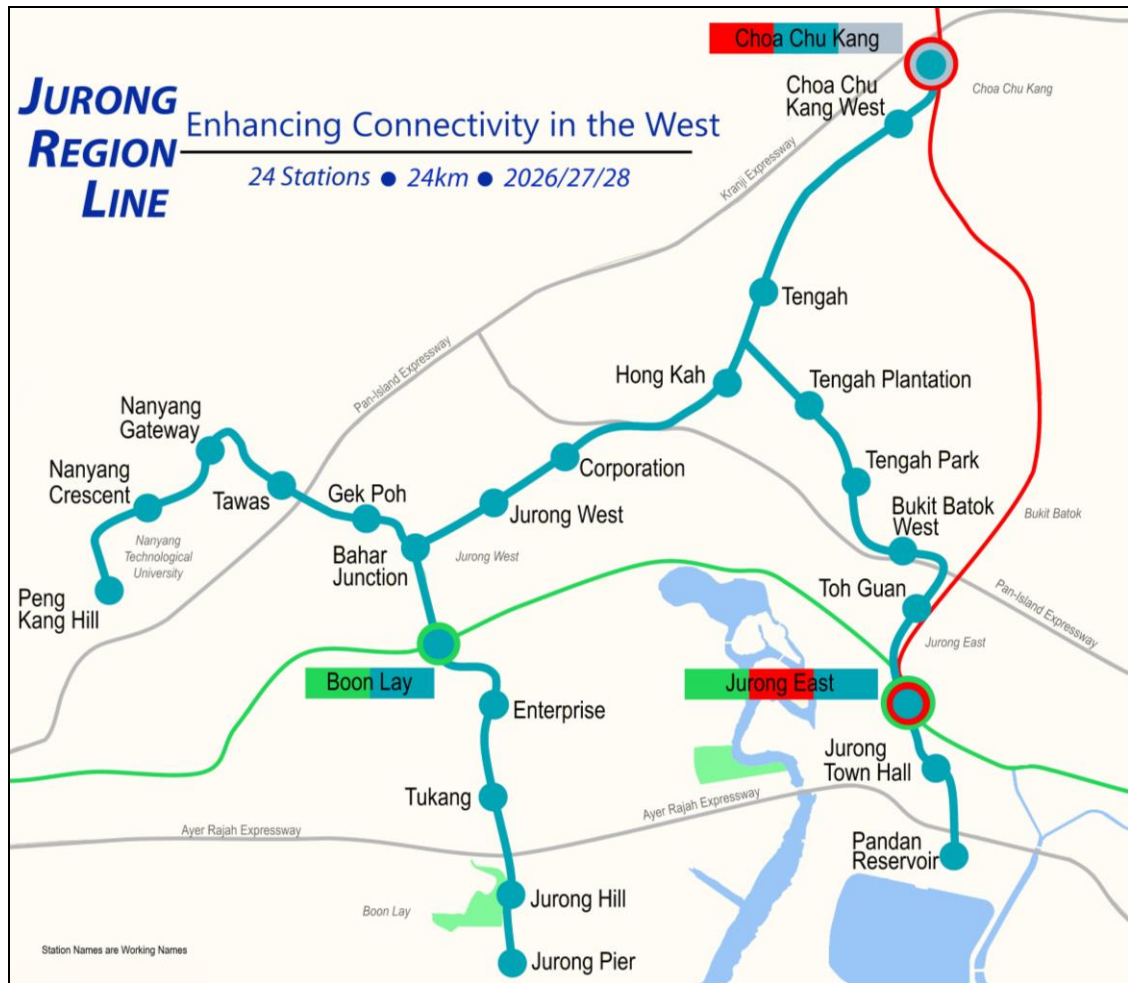 JURONG
REGION
LINE
Enhancing Connectivity in the West
24 Stations ● 24km ● 2026/27/28
Choa Chu Kang
Choa Chu
Kang West
Choa Chu Kang
Kranji Expressway
Tengah
Hong Kah
Tengah Plantation
Pan-Island Expressway
Nanyang
Gateway
Nanyang
Crescent
Tawas
Gek Poh
Corporation
Jurong West
Tengah Park
Bukit Batok
West
Bukit Batok
Nanyang
Technological
University
Bahar
Junction
Jurong West
Peng
Kang Hill
Toh Guan
Pan-Island Expressway
Jurong East
Boon Lay
Jurong East
Enterprise
Jurong
Town Hall
Tukang
Ayer Rajah Expressway
Ayer Rajah Expressway
Pandan
Reservoir
Jurong Hill
Boon Lay
Jurong Pier
Station Names are Working Names